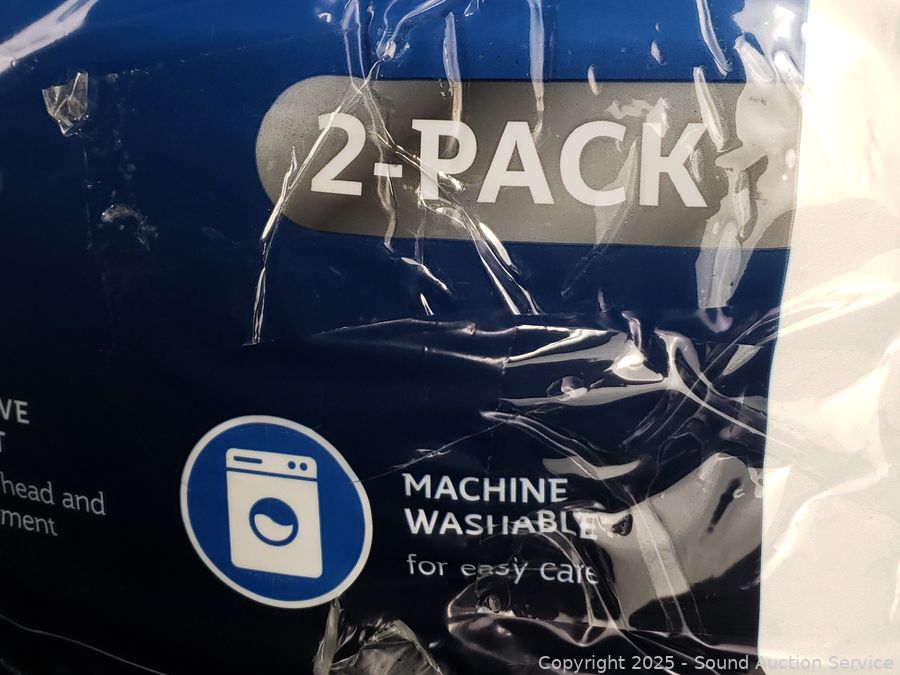 2-PACK
VE
T
head and
ment
MACHINE
WASHABLE
for easy care
Copyright 2025 - Sound Auction Service